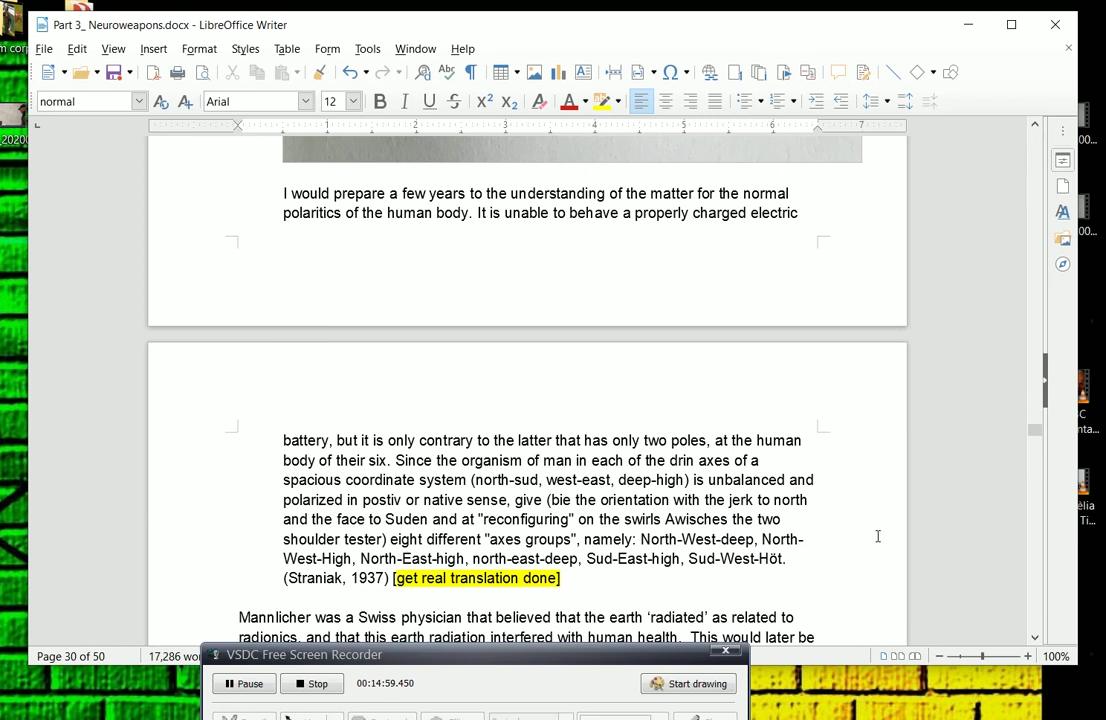 Part 3_ Neuroweapons.docx - LibreOffice Writer
File Edit View Insert Format Styles Table Form Tools Window Help
normal Arial 12
1 2 3 4 5 6 7
I would prepare a few years to the understanding of the matter for the normal
polaritics of the human body. It is unable to behave a properly charged electric
battery, but it is only contrary to the latter that has only two poles, at the human
body of their six. Since the organism of man in each of the drin axes of a
spacious coordinate system (north-sud, west-east, deep-high) is unbalanced and
polarized in postiv or native sense, give (bie the orientation with the jerk to north
and the face to Suden and at "reconfiguring" on the swirls Awisches the two
shoulder tester) eight different "axes groups", namely: North-West-deep, North-
West-High, North-East-high, north-east-deep, Sud-East-high, Sud-West-Höt.
(Straniak, 1937) [get real translation done]
Mannlicher was a Swiss physician that believed that the earth ‘radiated’ as related to
radionics, and that this earth radiation interfered with human health. This would later be
Page 30 of 50 17,286 wo 100%
VSDC Free Screen Recorder
Pause Stop 00:14:59.450 Start drawing